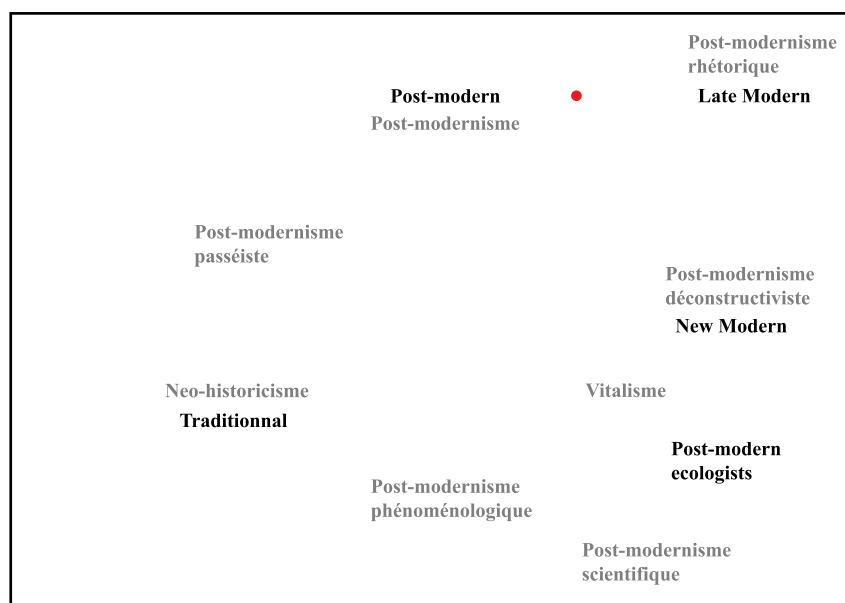 Post-modernisme
rhétorique
Post-modern
Late Modern
Post-modernisme
Post-modernisme
passéiste
Post-modernisme
déconstructiviste
New Modern
Neo-historicisme
Vitalisme
Traditionnal
Post-modern
ecologists
Post-modernisme
phénoménologique
Post-modernisme
scientifique